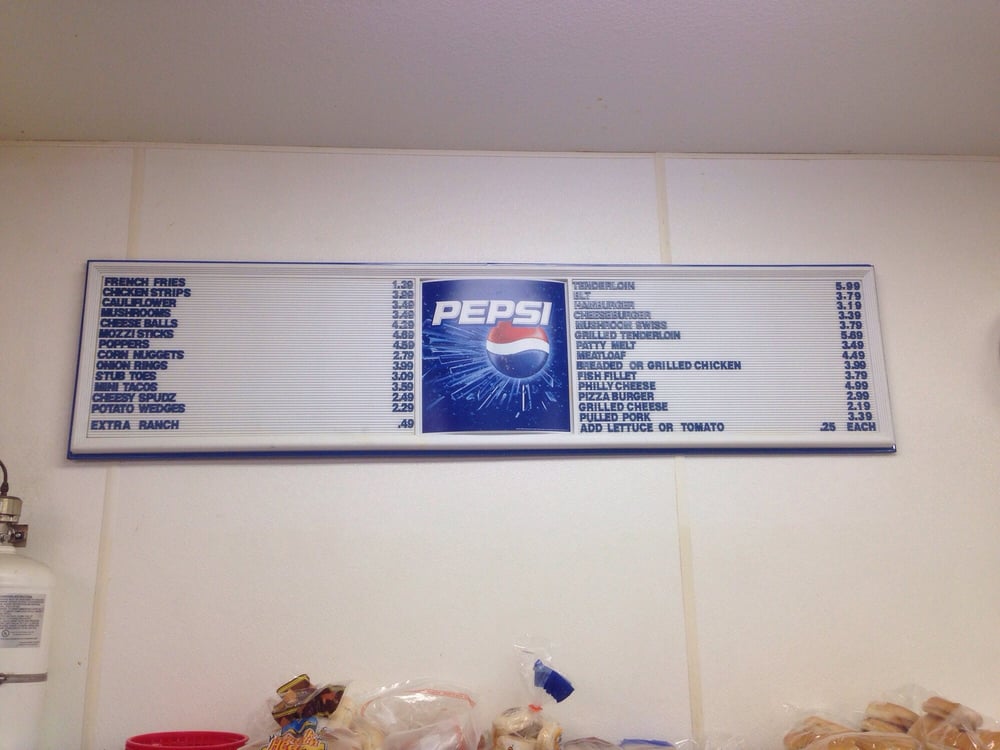 FRENCH FRIES 1.39
CHICKEN STRIPS 3.99
CAULIFLOWER 3.49
MUSHROOMS 3.49
CHEESE BALLS 4.29
MOZZI STICKS 4.69
POPPERS 4.59
CORN NUGGETS 2.79
ONION RINGS 3.99
STUB TOES 3.09
MINI TACOS 3.59
CHEESY SPUDZ 2.49
POTATO WEDGES 2.29
EXTRA RANCH .49
PEPSI
TENDERLOIN 5.99
BLT 3.79
HAMBURGER 3.19
CHEESEBURGER 3.39
MUSHROOM SWISS 3.79
GRILLED TENDERLOIN 5.69
PATTY MELT 3.49
MEATLOAF 4.49
BREADED OR GRILLED CHICKEN 3.99
FISH FILLET 3.79
PHILLY CHEESE 4.99
PIZZA BURGER 2.99
GRILLED CHEESE 2.19
PULLED PORK 3.39
ADD LETTUCE OR TOMATO .25 EACH